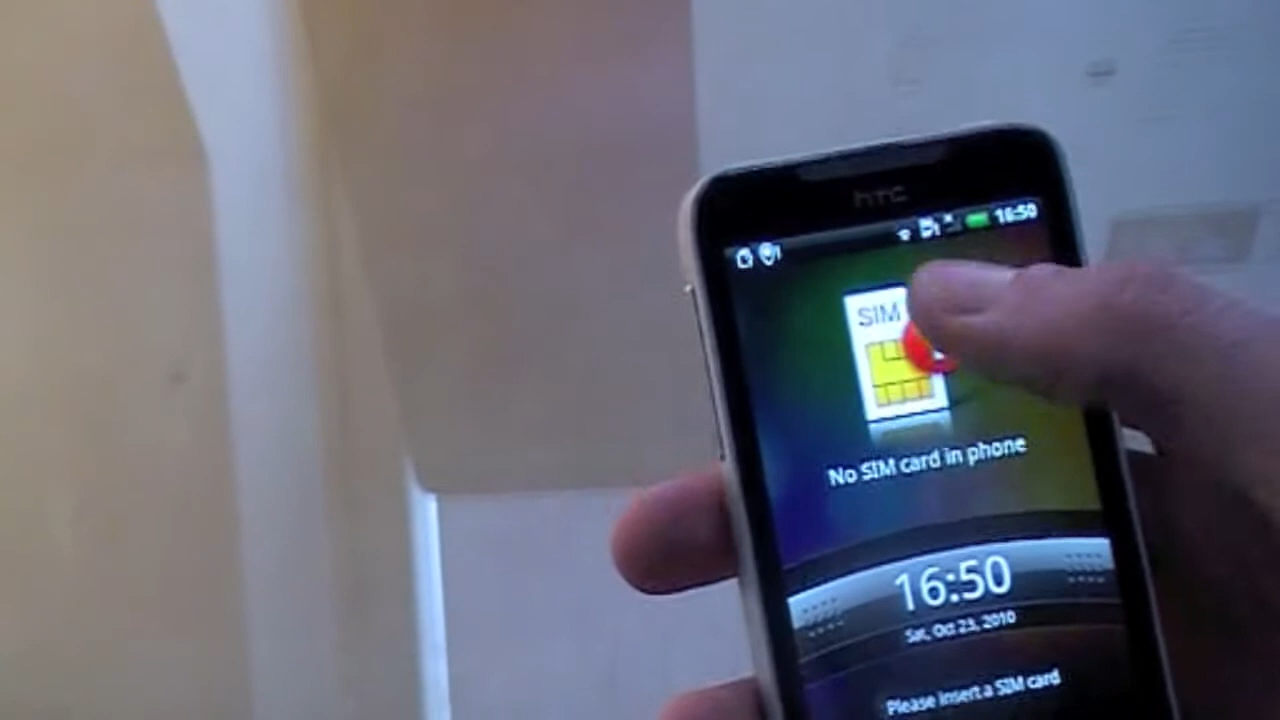 hTC
16:50
SIM
No SIM card in phone
16:50
Sat, Oct 23, 2010
Please insert a SIM card